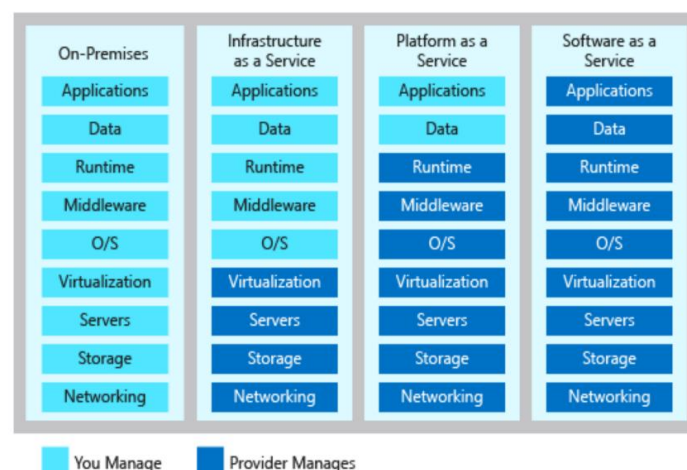 On-Premises
Applications
Data
Runtime
Middleware
O/S
Virtualization
Servers
Storage
Networking
Infrastructure
as a Service
Applications
Data
Runtime
Middleware
O/S
Virtualization
Servers
Storage
Networking
Platform as a
Service
Applications
Data
Runtime
Middleware
O/S
Virtualization
Servers
Storage
Networking
Software as a
Service
Applications
Data
Runtime
Middleware
O/S
Virtualization
Servers
Storage
Networking
You Manage
Provider Manages